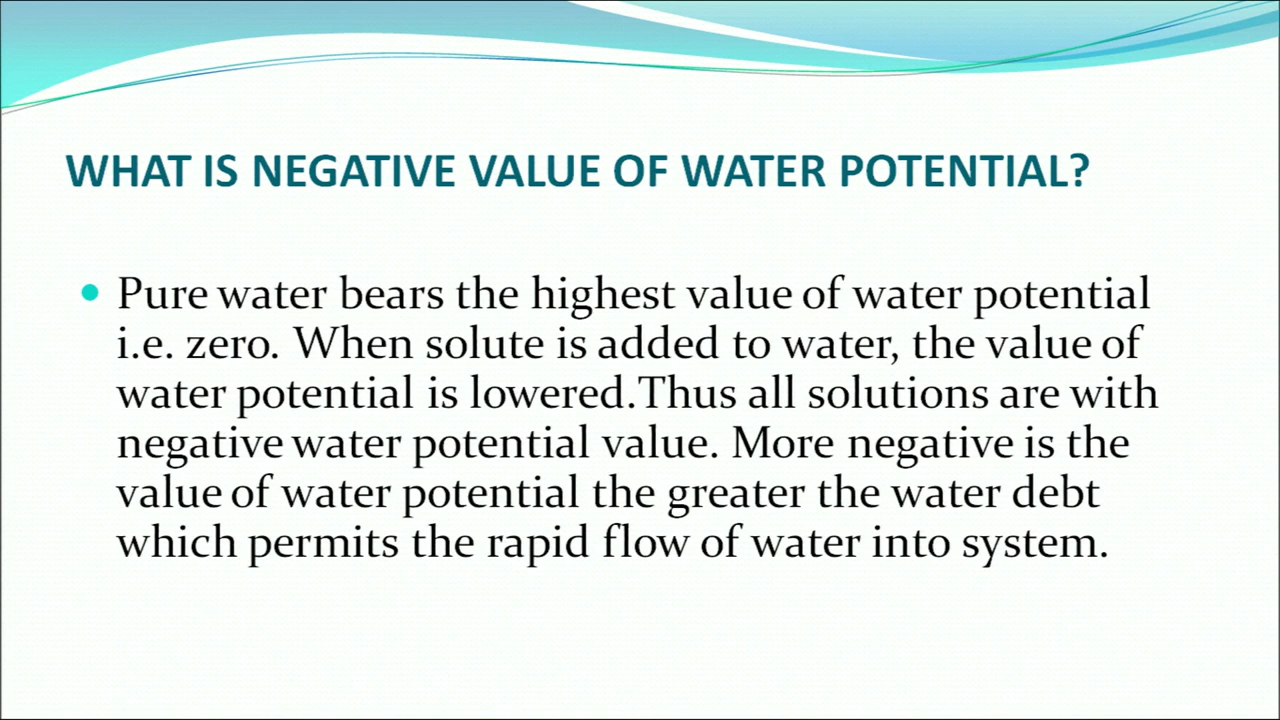 WHAT IS NEGATIVE VALUE OF WATER POTENTIAL?
• Pure water bears the highest value of water potential
i.e. zero. When solute is added to water, the value of
water potential is lowered.Thus all solutions are with
negative water potential value. More negative is the
value of water potential the greater the water debt
which permits the rapid flow of water into system.